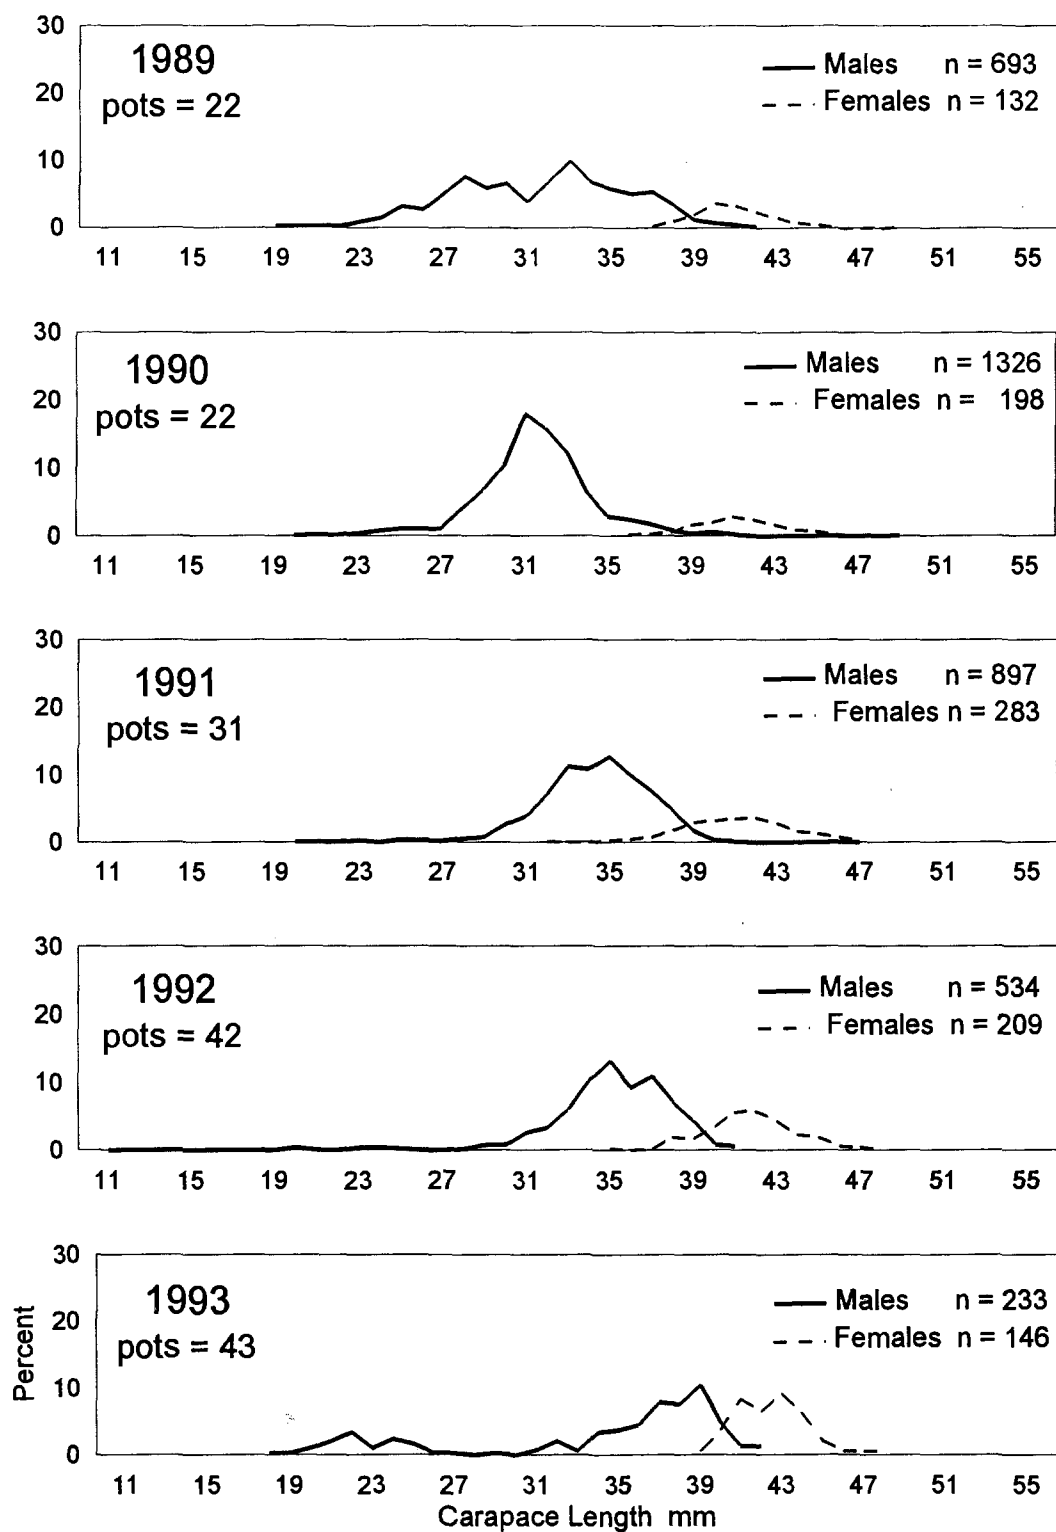 30
1989
Males n = 693
20
pots = 22
Females n = 132
10
0
11 15 19 23 27 31 35 39 43 47 51 55
30
1990
Males n = 1326
20
pots = 22
Females n = 198
10
0
11 15 19 23 27 31 35 39 43 47 51 55
30
1991
Males n = 897
20
pots = 31
Females n = 283
10
0
11 15 19 23 27 31 35 39 43 47 51 55
30
1992
Males n = 534
20
pots = 42
Females n = 209
10
0
11 15 19 23 27 31 35 39 43 47 51 55
30
1993
Males n = 233
20
pots = 43
Females n = 146
Percent
10
0
11 15 19 23 27 31 35 39 43 47 51 55
Carapace Length mm